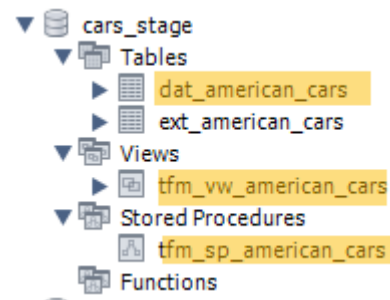 cars_stage
Tables
dat_american_cars
ext_american_cars
Views
tfm_vw_american_cars
Stored Procedures
tfm_sp_american_cars
Functions